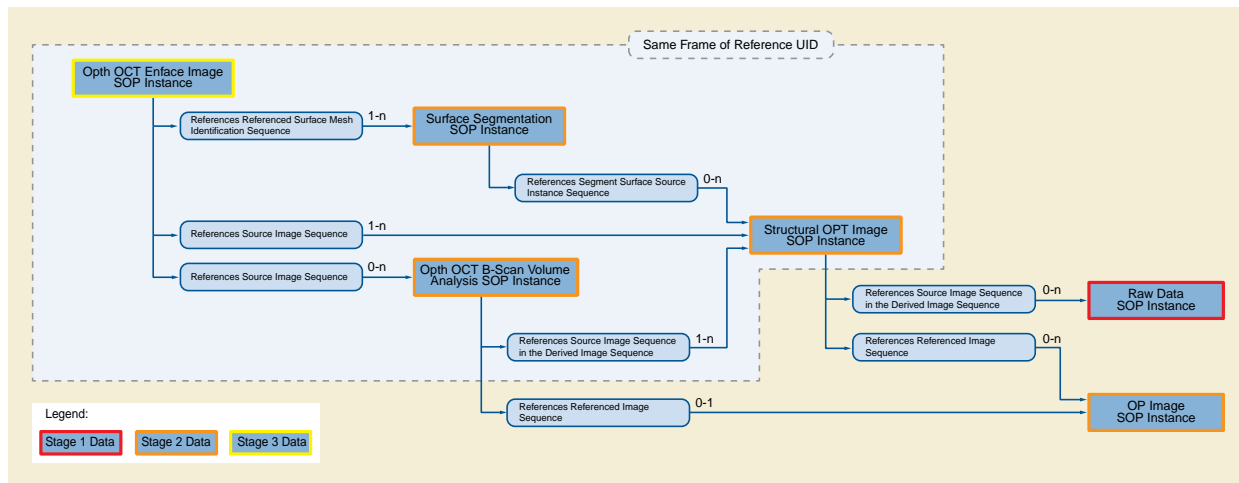 Same Frame of Reference UID
Opth OCT Enface Image
SOP Instance
References Referenced Surface Mesh
Identification Sequence
1-n
Surface Segmentation
SOP Instance
References Segment Surface Source
Instance Sequence
0-n
References Source Image Sequence
1-n
Structural OPT Image
SOP Instance
References Source Image Sequence
0-n
Opth OCT B-Scan Volume
Analysis SOP Instance
References Source Image Sequence
in the Derived Image Sequence
0-n
Raw Data
SOP Instance
References Source Image Sequence
in the Derived Image Sequence
1-n
References Referenced Image
Sequence
0-n
References Referenced Image
Sequence
0-1
OP Image
SOP Instance
Legend:
Stage 1 Data
Stage 2 Data
Stage 3 Data